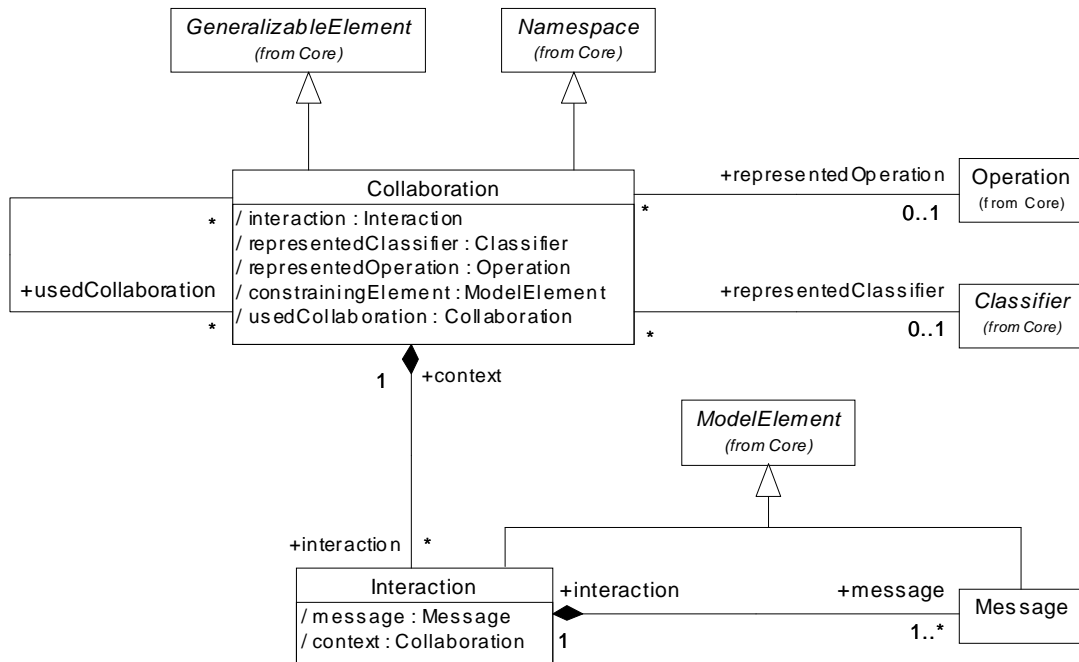 GeneralizableElement
(from Core)
Namespace
(from Core)
Collaboration
/ interaction : Interaction
/ representedClassifier : Classifier
/ representedOperation : Operation
/ constrainingElement : ModelElement
/ usedCollaboration : Collaboration
*
+usedCollaboration
*
+representedOperation
*
0..1
Operation
(from Core)
+representedClassifier
*
0..1
Classifier
(from Core)
1
+context
ModelElement
(from Core)
+interaction
*
Interaction
/ message : Message
/ context : Collaboration
+interaction
1
+message
1..*
Message